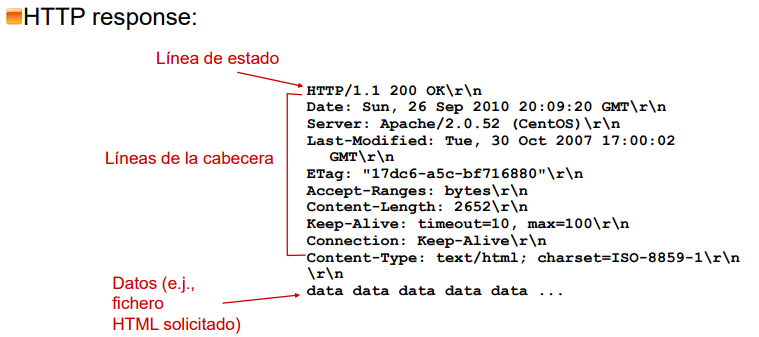 HTTP response:
Línea de estado
HTTP/1.1 200 OK\r\n
Date: Sun, 26 Sep 2010 20:09:20 GMT\r\n
Server: Apache/2.0.52 (CentOS)\r\n
Last-Modified: Tue, 30 Oct 2007 17:00:02
GMT\r\n
Líneas de la cabecera
ETag: "17dc6-a5c-bf716880"\r\n
Accept-Ranges: bytes\r\n
Content-Length: 2652\r\n
Keep-Alive: timeout=10, max=100\r\n
Connection: Keep-Alive\r\n
Content-Type: text/html; charset=ISO-8859-1\r\n
\r\n
data data data data data ...
Datos (e.j.,
fichero
HTML solicitado)